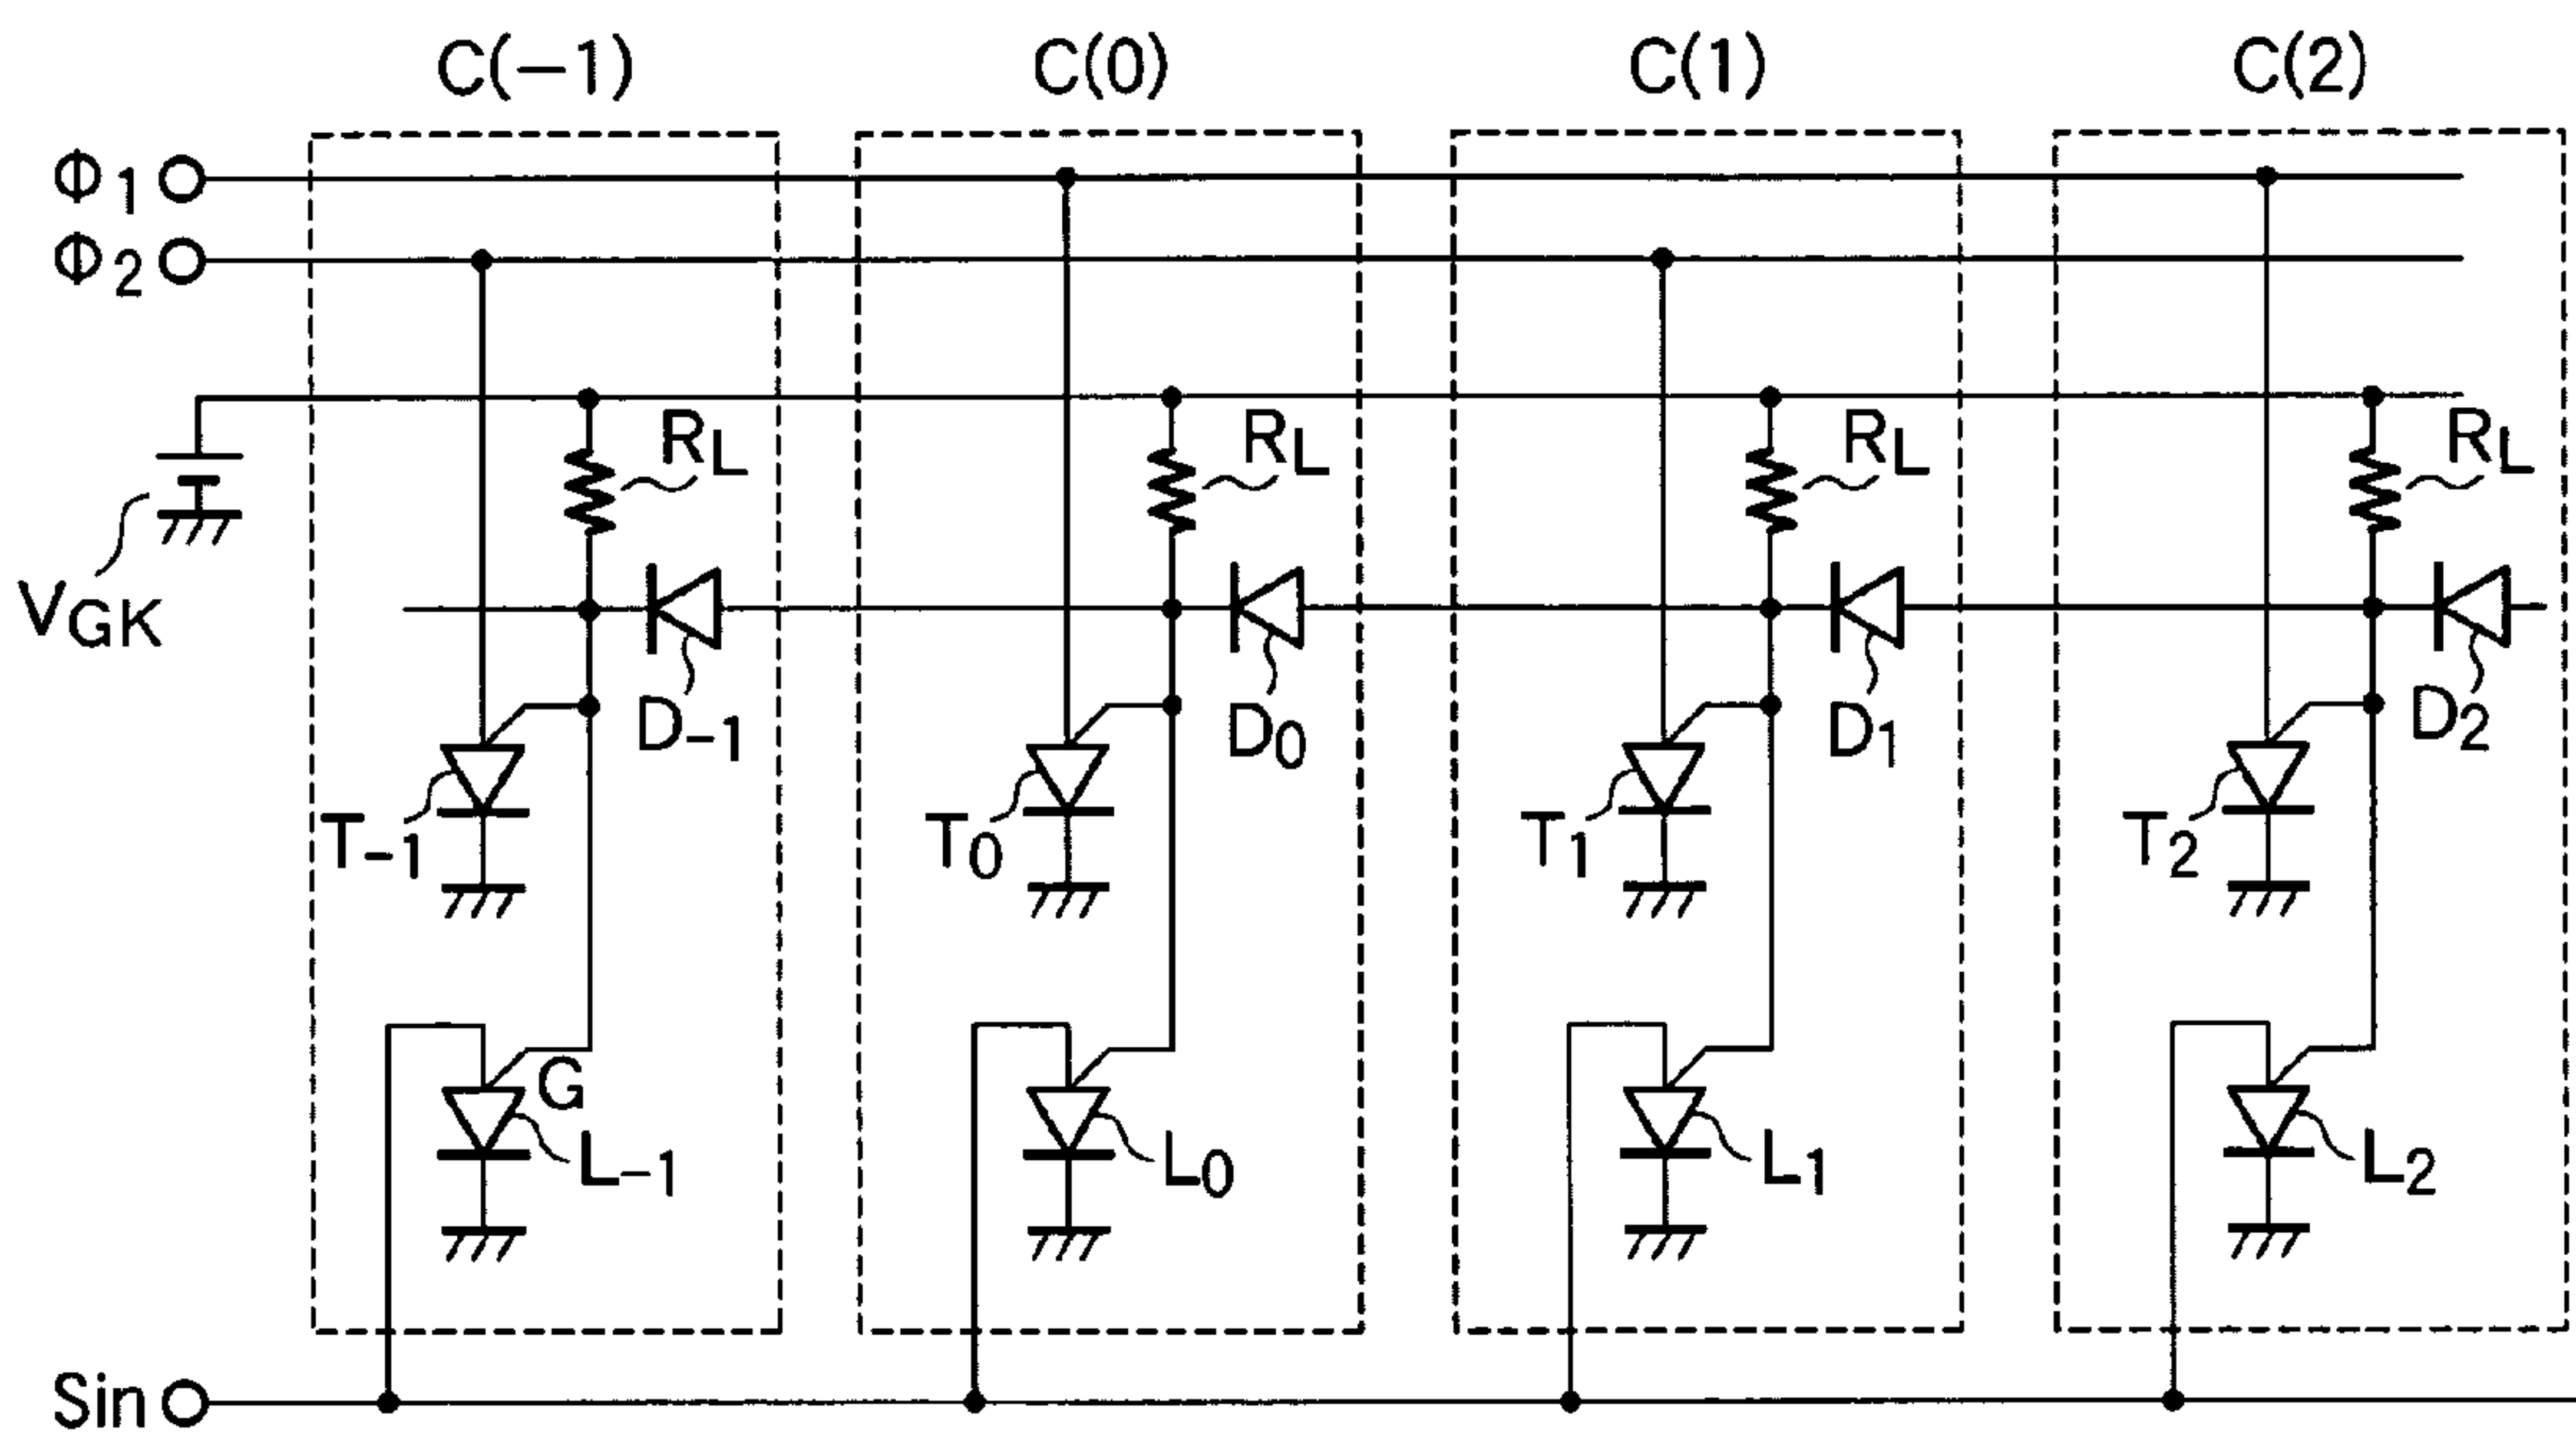 C(−1) C(0) C(1) C(2)
Φ1
Φ2
RL RL RL RL
VGK
D−1 D0 D1 D2
T−1 T0 T1 T2
G
L−1 L0 L1 L2
Sin